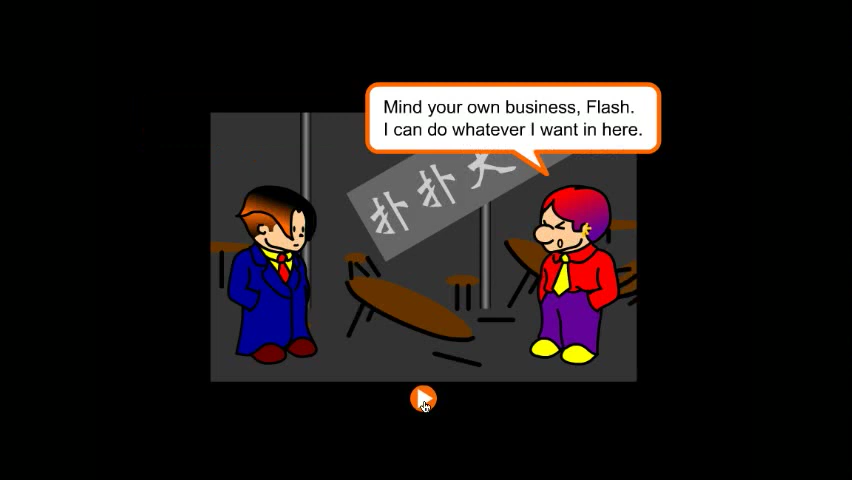 Mind your own business, Flash.
I can do whatever I want in here.
扑扑